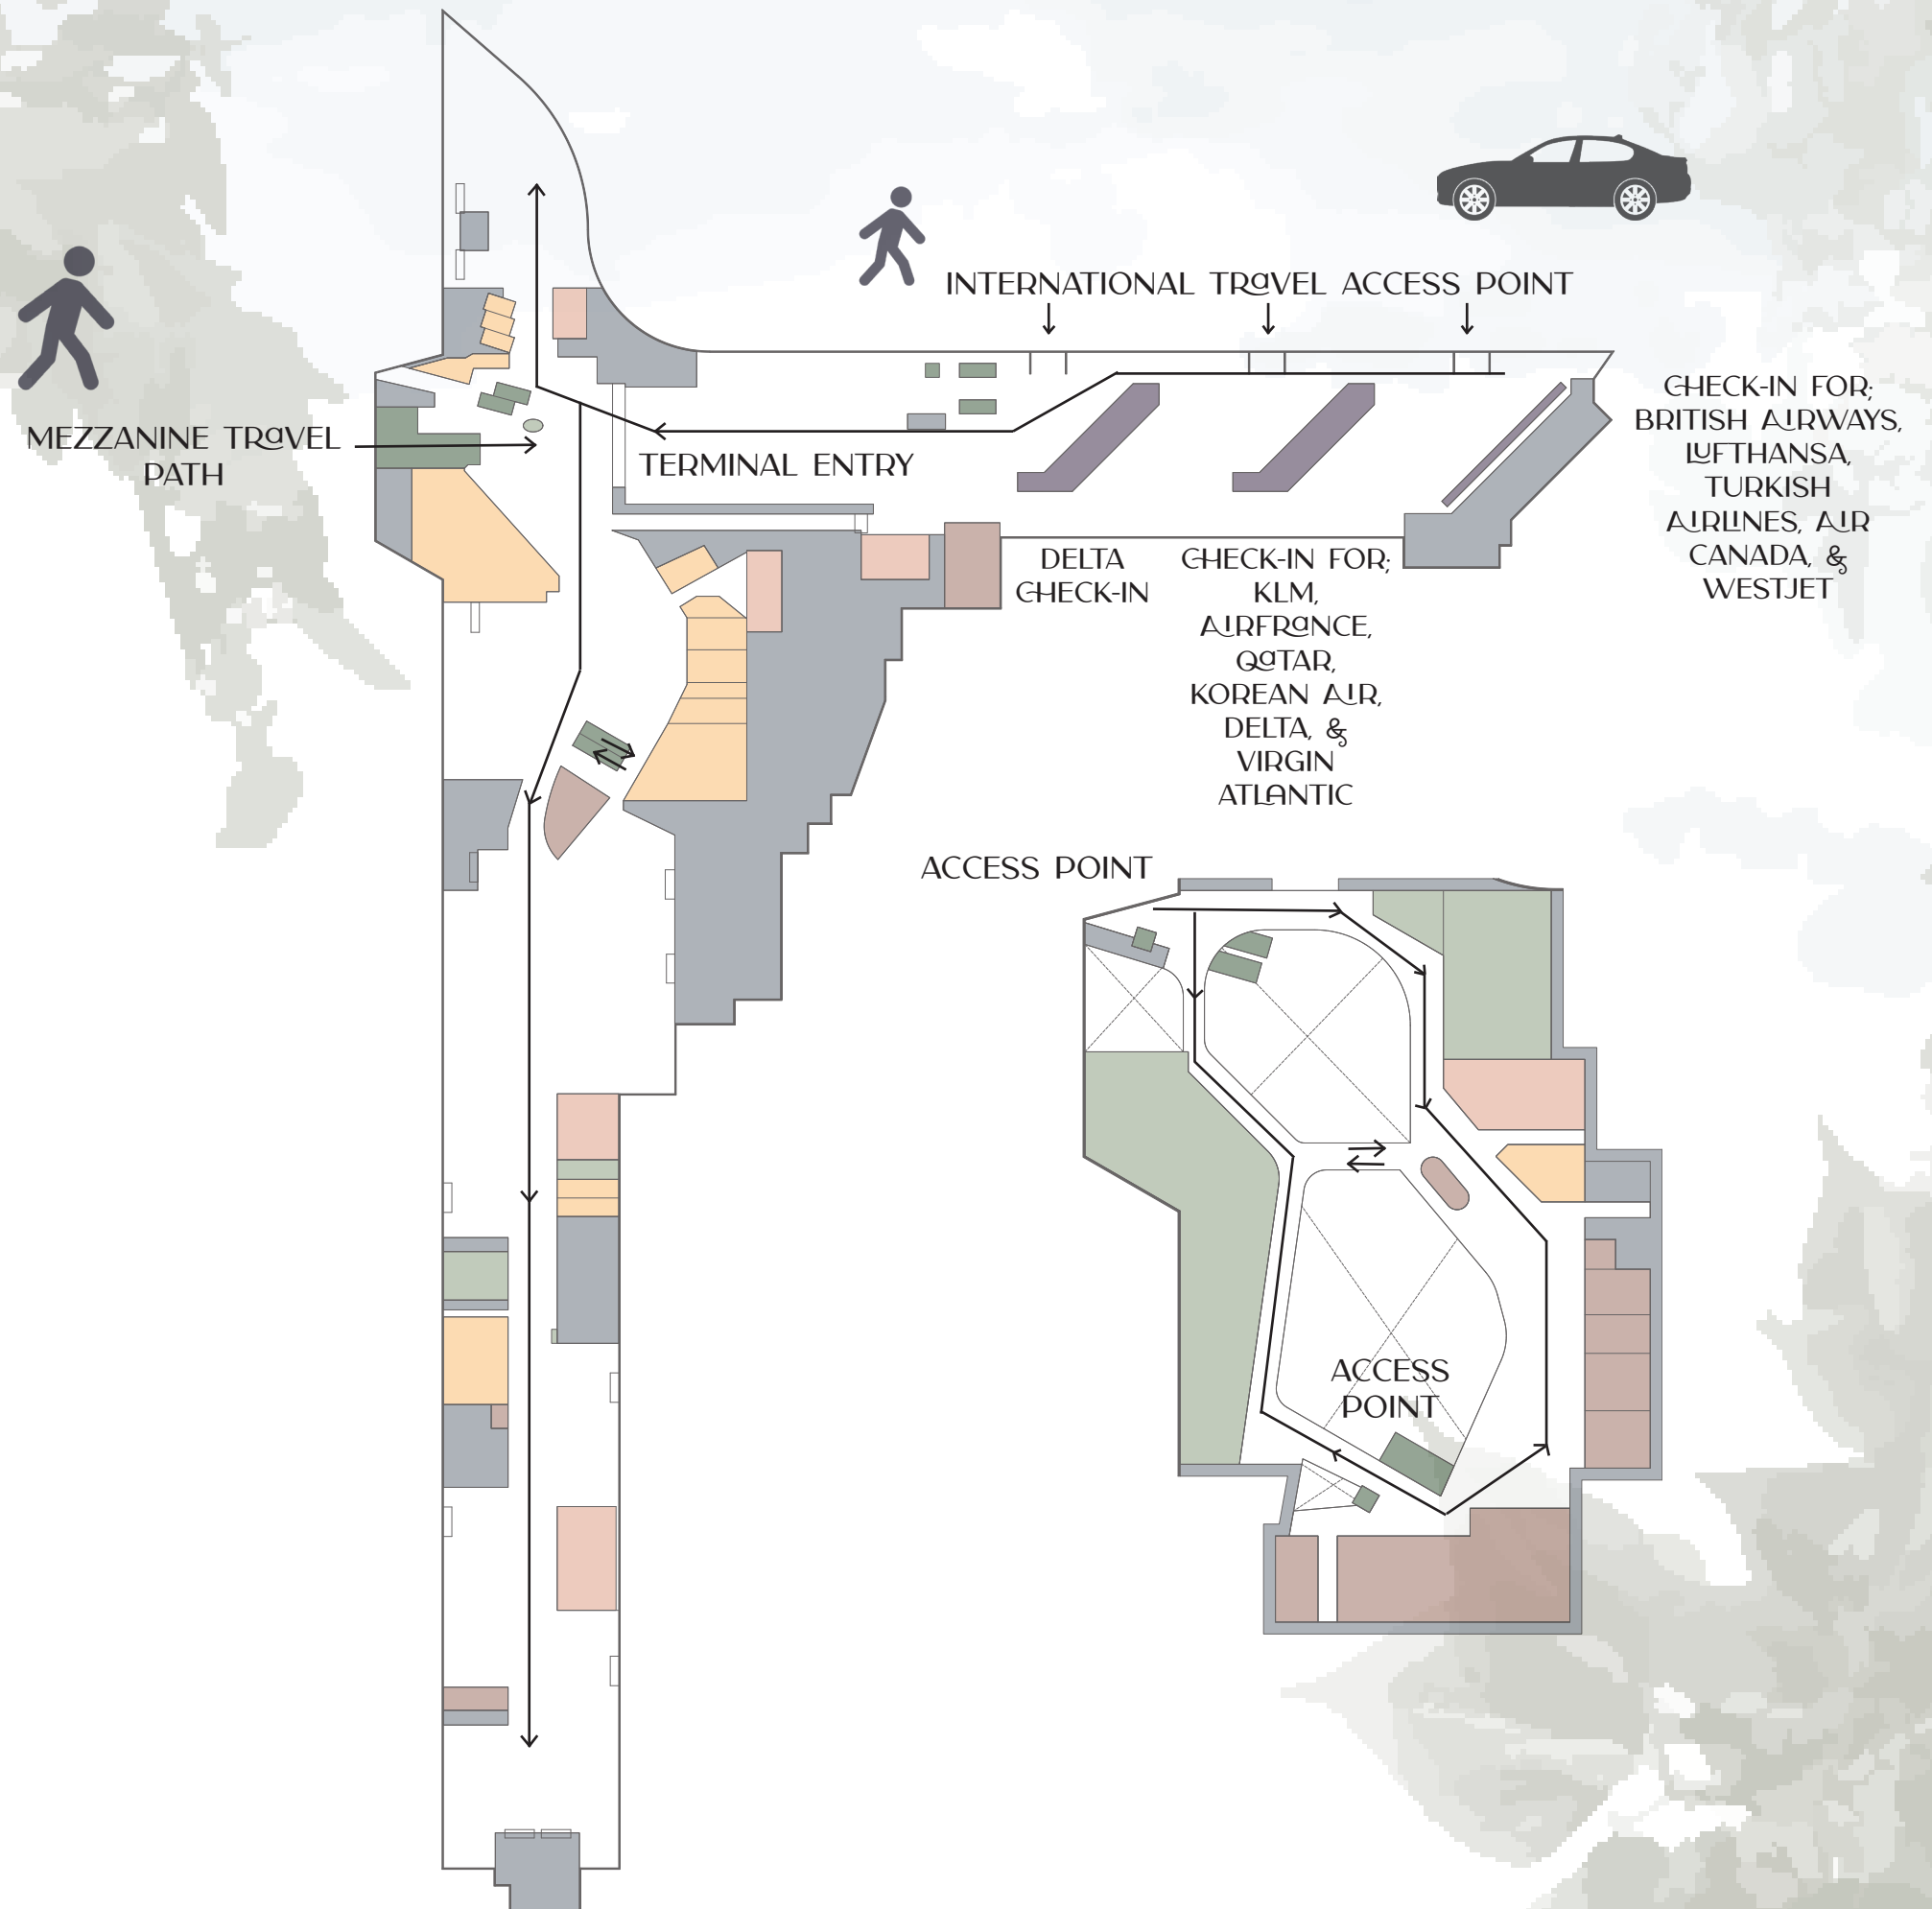 INTERNATIONAL TRaVEL ACCESS POINT
MEZZANINE TRaVEL
PATH
TERMINAL ENTRY
CHECK-IN FOR;
BRITISH AIRWAYS,
LUFTHANSA,
TURKISH
AIRLINES, AIR
CANADA, &
WESTJET
DELTA
CHECK-IN
CHECK-IN FOR;
KLM,
AIRFRaNCE,
QaTAR,
KOREAN AIR,
DELTA, &
VIRGIN
ATLANTIC
ACCESS POINT
ACCESS
POINT